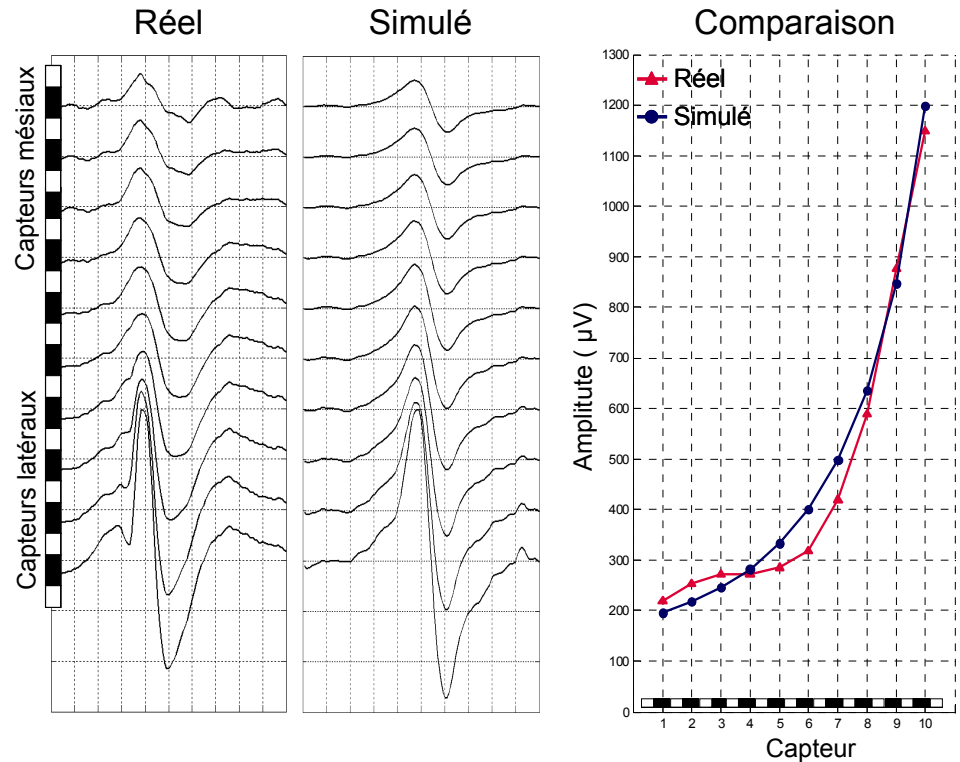 Réel
Simulé
Comparaison
Capteurs mésiaux
Capteurs latéraux
Réel
Simulé
Amplitute ( µV)
1300
1200
1100
1000
900
800
700
600
500
400
300
200
100
0
1 2 3 4 5 6 7 8 9 10
Capteur